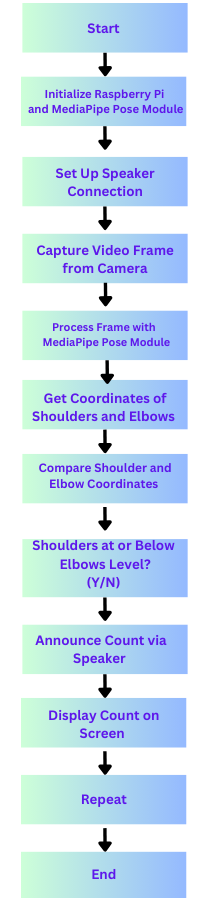 Start
Initialize Raspberry Pi
and MediaPipe Pose Module
Set Up Speaker
Connection
Capture Video Frame
from Camera
Process Frame with
MediaPipe Pose Module
Get Coordinates of
Shoulders and Elbows
Compare Shoulder and
Elbow Coordinates
Shoulders at or Below
Elbows Level?
(Y/N)
Announce Count via
Speaker
Display Count on
Screen
Repeat
End